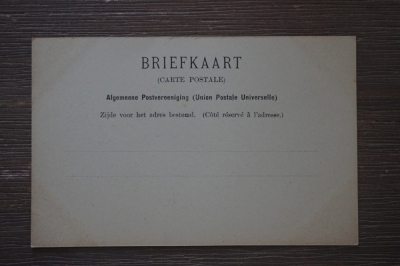 BRIEFKAART
(CARTE POSTALE)
Algemeene Postvereeniging (Union Postale Universelle)
Zijde voor het adres bestemd. (Côté réservé à l'adresse.)